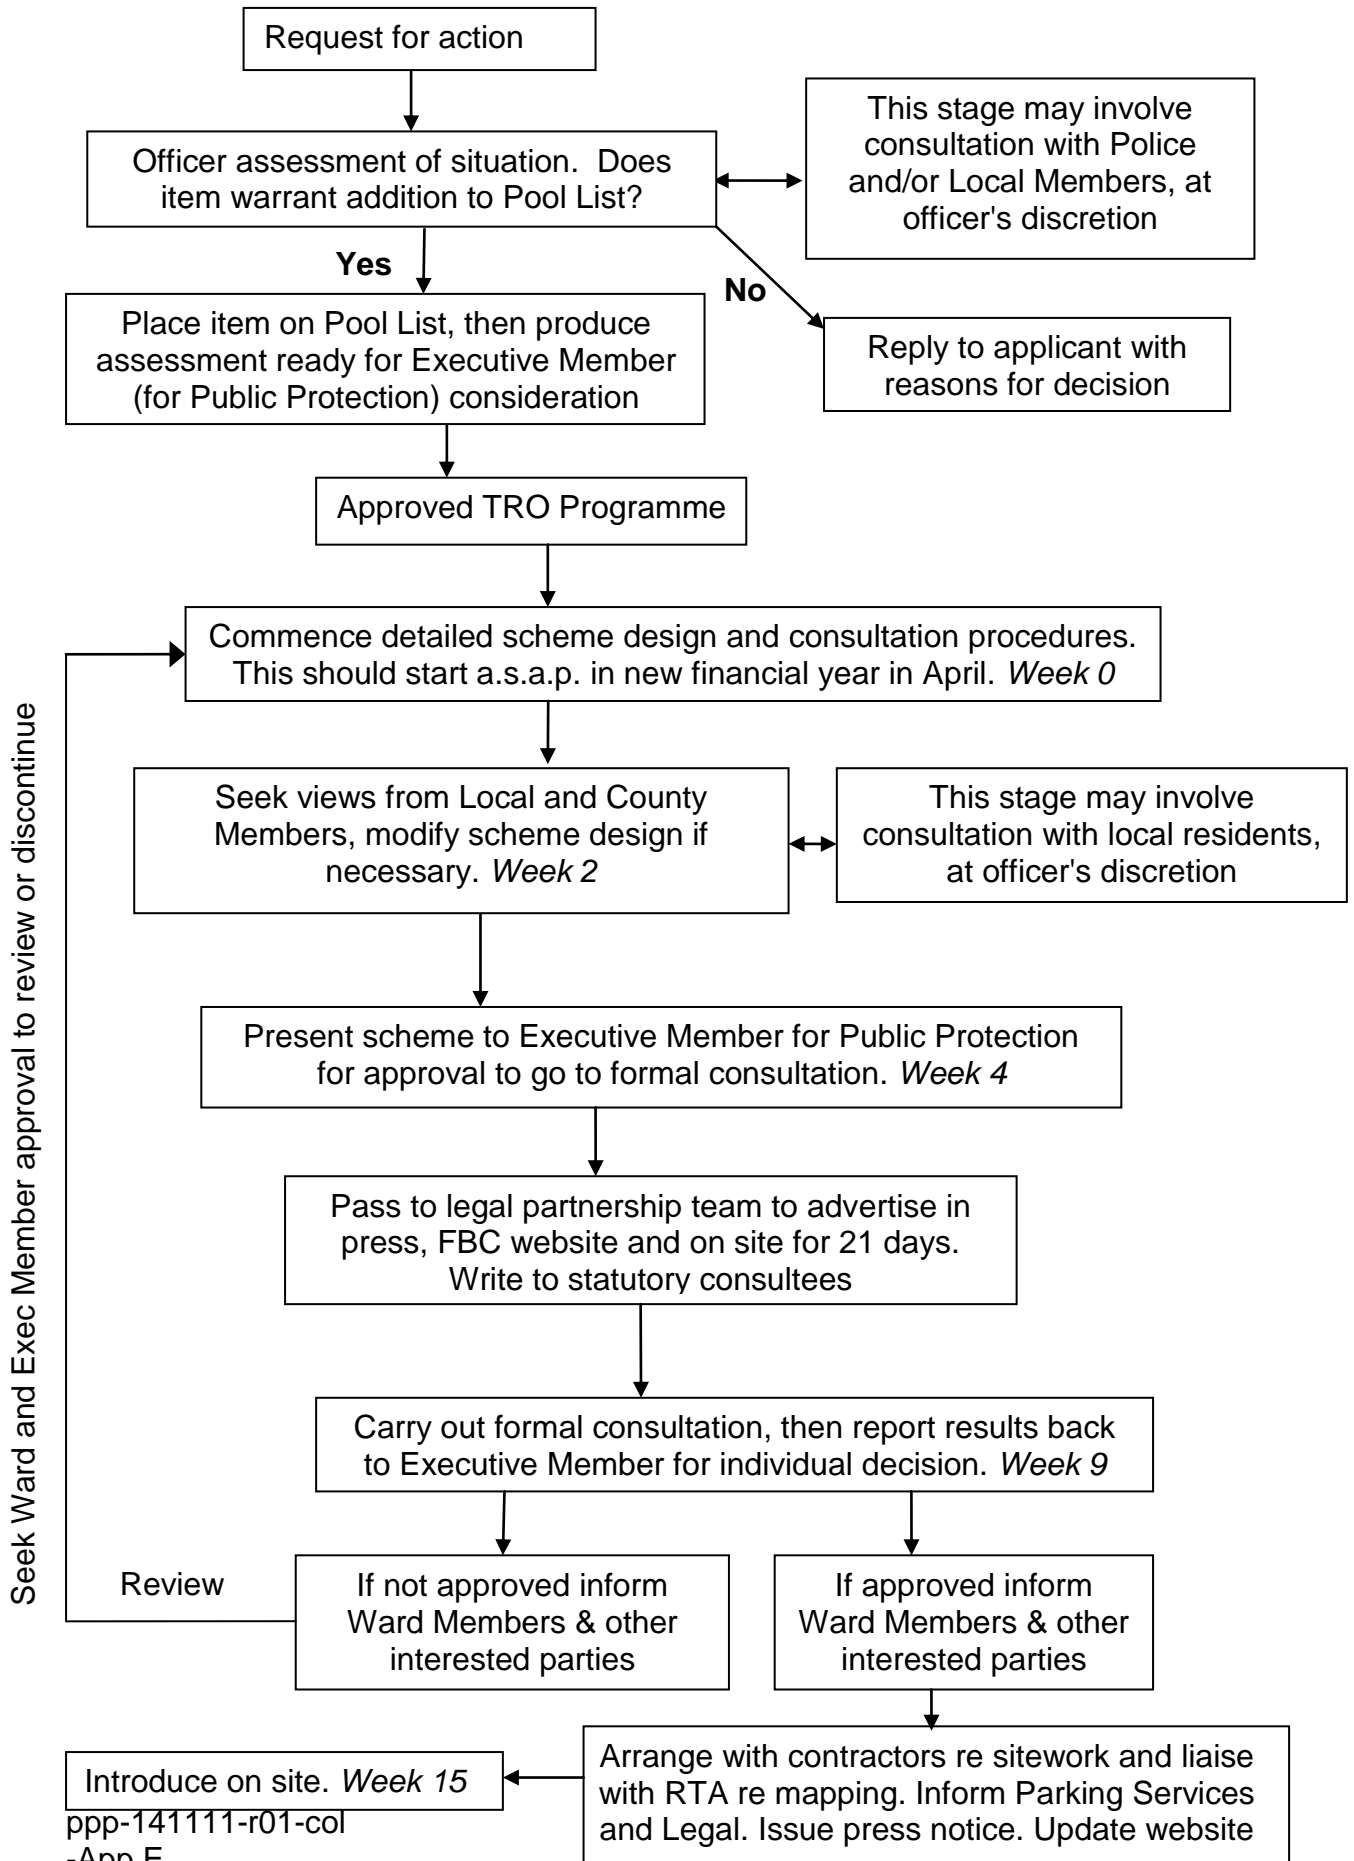 Request for action
Officer assessment of situation.  Does
item warrant addition to Pool List?
This stage may involve
consultation with Police
and/or Local Members, at
officer's discretion
Yes
No
Place item on Pool List, then produce
assessment ready for Executive Member
(for Public Protection) consideration
Reply to applicant with
reasons for decision
Approved TRO Programme
Commence detailed scheme design and consultation procedures.
This should start a.s.a.p. in new financial year in April. Week 0
Seek views from Local and County
Members, modify scheme design if
necessary. Week 2
This stage may involve
consultation with local residents,
at officer's discretion
Seek Ward and Exec Member approval to review or discontinue
Present scheme to Executive Member for Public Protection
for approval to go to formal consultation. Week 4
Pass to legal partnership team to advertise in
press, FBC website and on site for 21 days.
Write to statutory consultees
Carry out formal consultation, then report results back
to Executive Member for individual decision. Week 9
Review
If not approved inform
Ward Members & other
interested parties
If approved inform
Ward Members & other
interested parties
Arrange with contractors re sitework and liaise
with RTA re mapping. Inform Parking Services
and Legal. Issue press notice. Update website
Introduce on site. Week 15
ppp-141111-r01-col
-App E